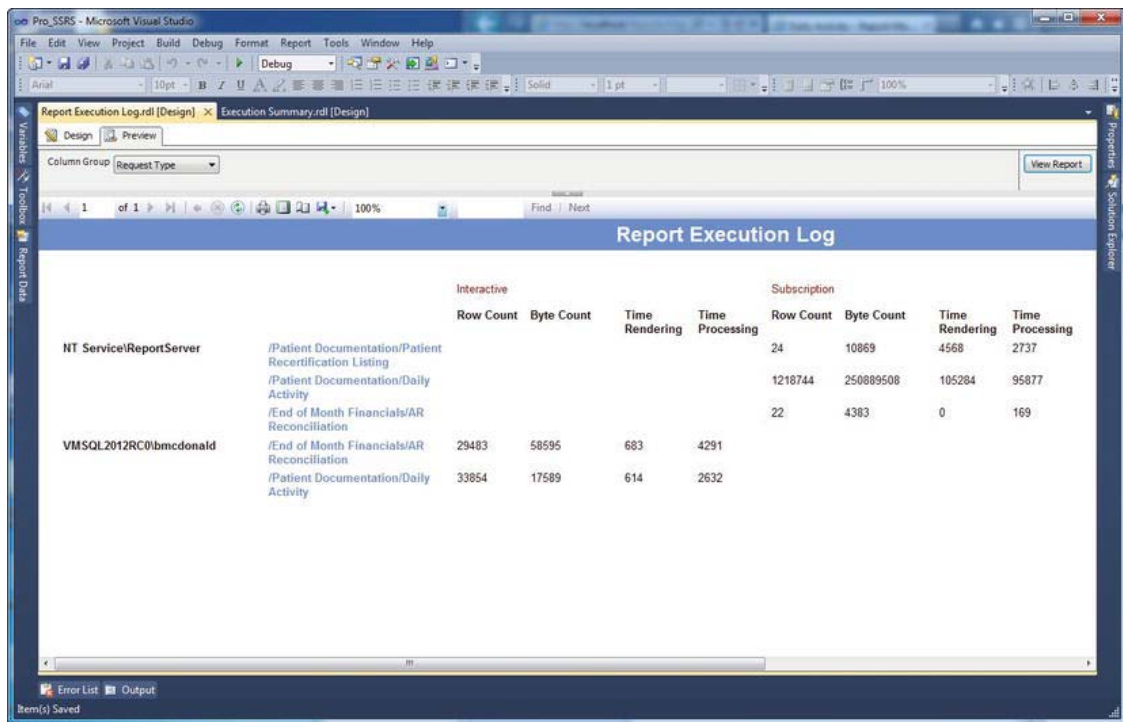 Pro_SSRS - Microsoft Visual Studio
File Edit View Project Build Debug Format Report Tools Window Help
Debug
Arial 10pt B I U A Solid 1 pt 100%
Report Execution Log.rdl [Design] Execution Summary.rdl [Design]
Design Preview
Column Group Request Type View Report
1 of 1 100% Find | Next
Report Execution Log
Interactive Subscription
Row Count Byte Count Time Rendering Time Processing Row Count Byte Count Time Rendering Time Processing
NT Service\ReportServer /Patient Documentation/Patient 24 10869 4568 2737
Recertification Listing
/Patient Documentation/Daily 1218744 250889508 105284 95877
Activity
/End of Month Financials/AR 22 4383 0 169
Reconciliation
VMSQL2012RC0\bmcdonald /End of Month Financials/AR 29483 58595 683 4291
Reconciliation
/Patient Documentation/Daily 33854 17589 614 2632
Activity
Variables
Toolbox
Report Data
Properties
Solution Explorer
Error List Output
Item(s) Saved